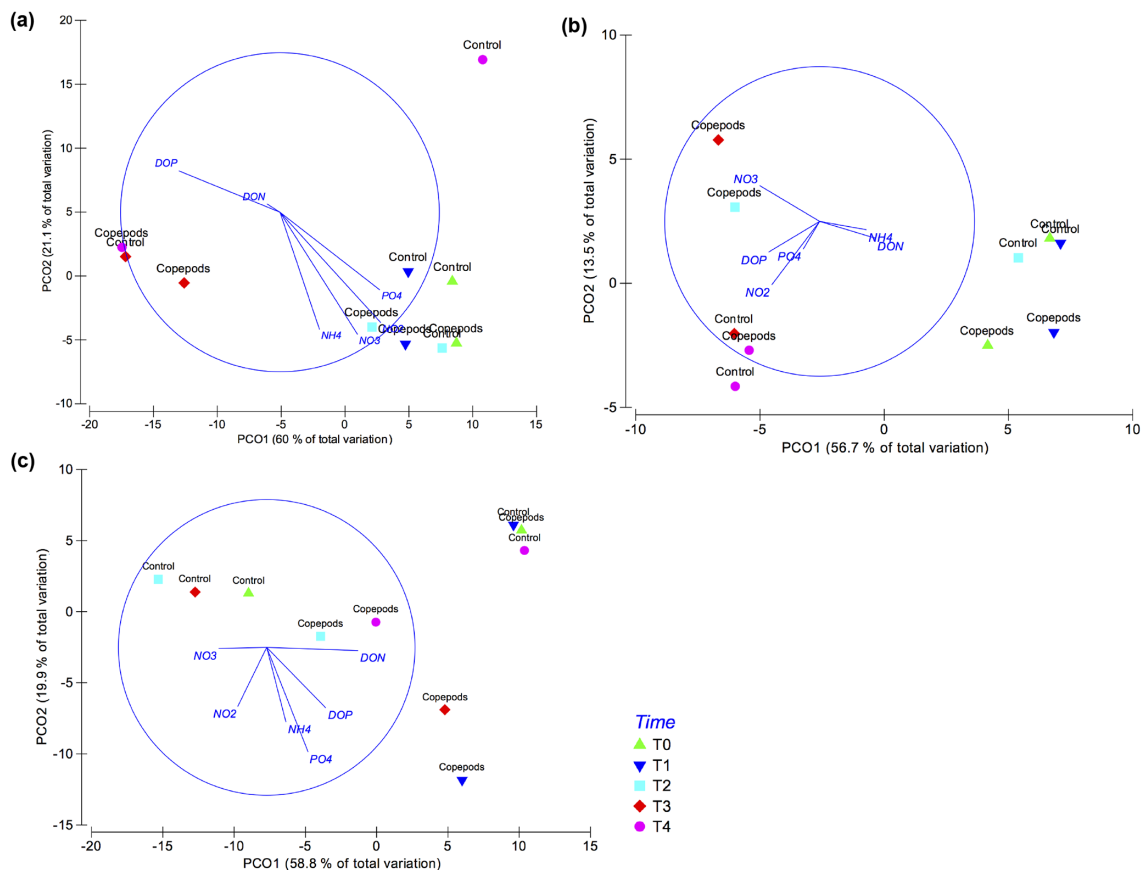 (a)
20
15
10
5
0
-5
-10
PCO2 (21.1 % of total variation)
Control
DOP
DON
Copepods
Control
Copepods
Control
Control
PO4
Copepods
NO2
Copepods
Copepods
Control
NH4
NO3
-20
-15
-10
-5
0
5
10
15
PCO1 (60 % of total variation)
(b)
10
5
0
-5
PCO2 (13.5 % of total variation)
Copepods
NO3
Copepods
Control
Control
NH4
Control
DON
DOP
PO4
NO2
Control
Copepods
Copepods
Copepods
Control
-10
-5
0
5
10
PCO1 (56.7 % of total variation)
(c)
10
5
0
-5
-10
-15
PCO2 (19.9 % of total variation)
Control
Copepods
Control
Control
Control
Control
Copepods
Copepods
NO3
DON
NO2
DOP
NH4
PO4
Copepods
Copepods
-20
-15
-10
-5
0
5
10
15
PCO1 (58.8 % of total variation)
Time
T0
T1
T2
T3
T4